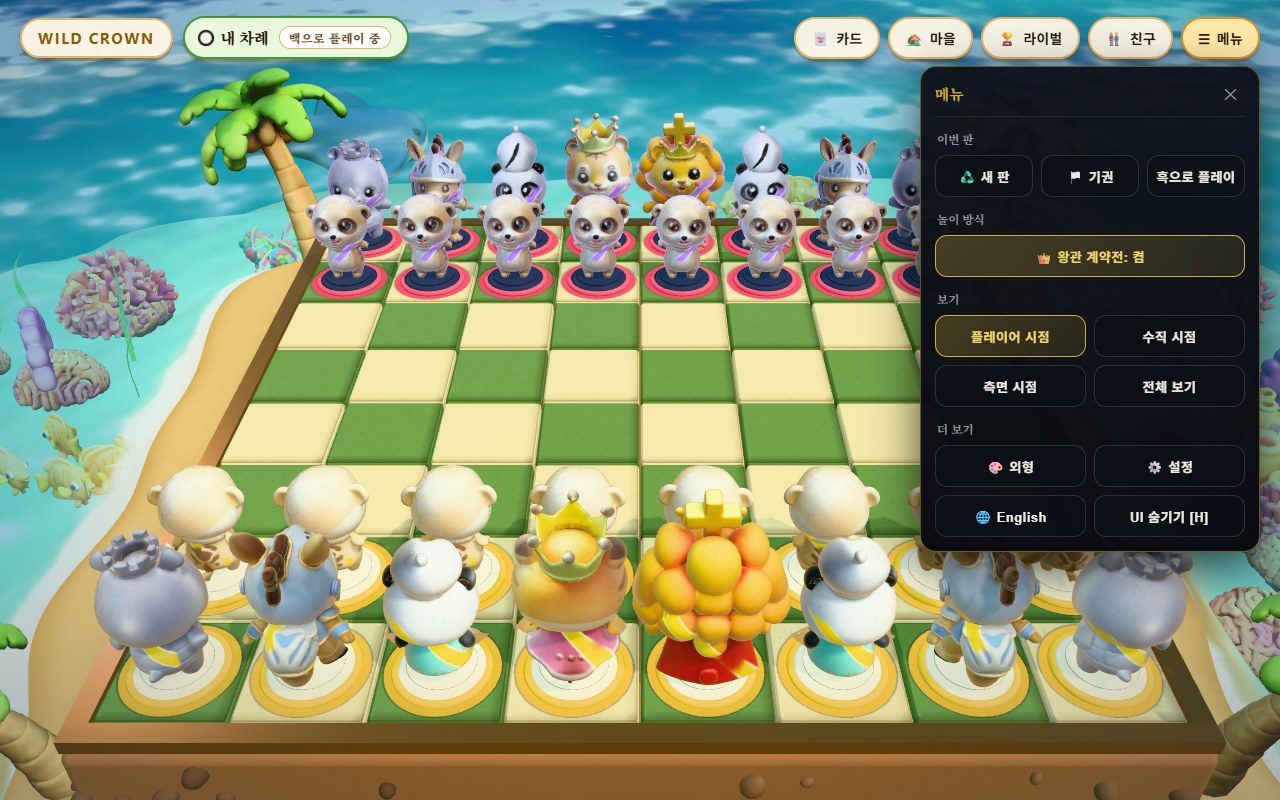 WILD CROWN
내 차례 백으로 플레이 중
카드
마을
라이벌
친구
☰ 메뉴
메뉴
이번 판
새 판
기권
흑으로 플레이
놀이 방식
왕관 계약전: 켬
보기
플레이어 시점
수직 시점
측면 시점
전체 보기
더 보기
외형
설정
English
UI 숨기기 [H]